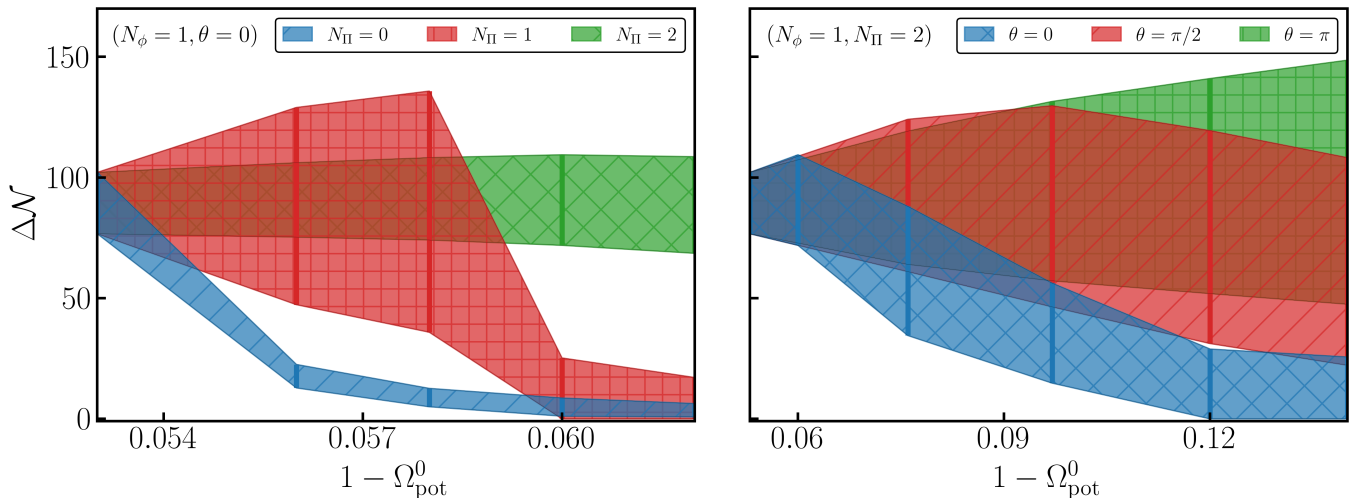 (N_ϕ = 1, θ = 0) N_Π = 0 N_Π = 1 N_Π = 2
150
100
50
0
ΔN
0.054 0.057 0.060
1 − Ω⁰_pot
(N_ϕ = 1, N_Π = 2) θ = 0 θ = π/2 θ = π
0.06 0.09 0.12
1 − Ω⁰_pot